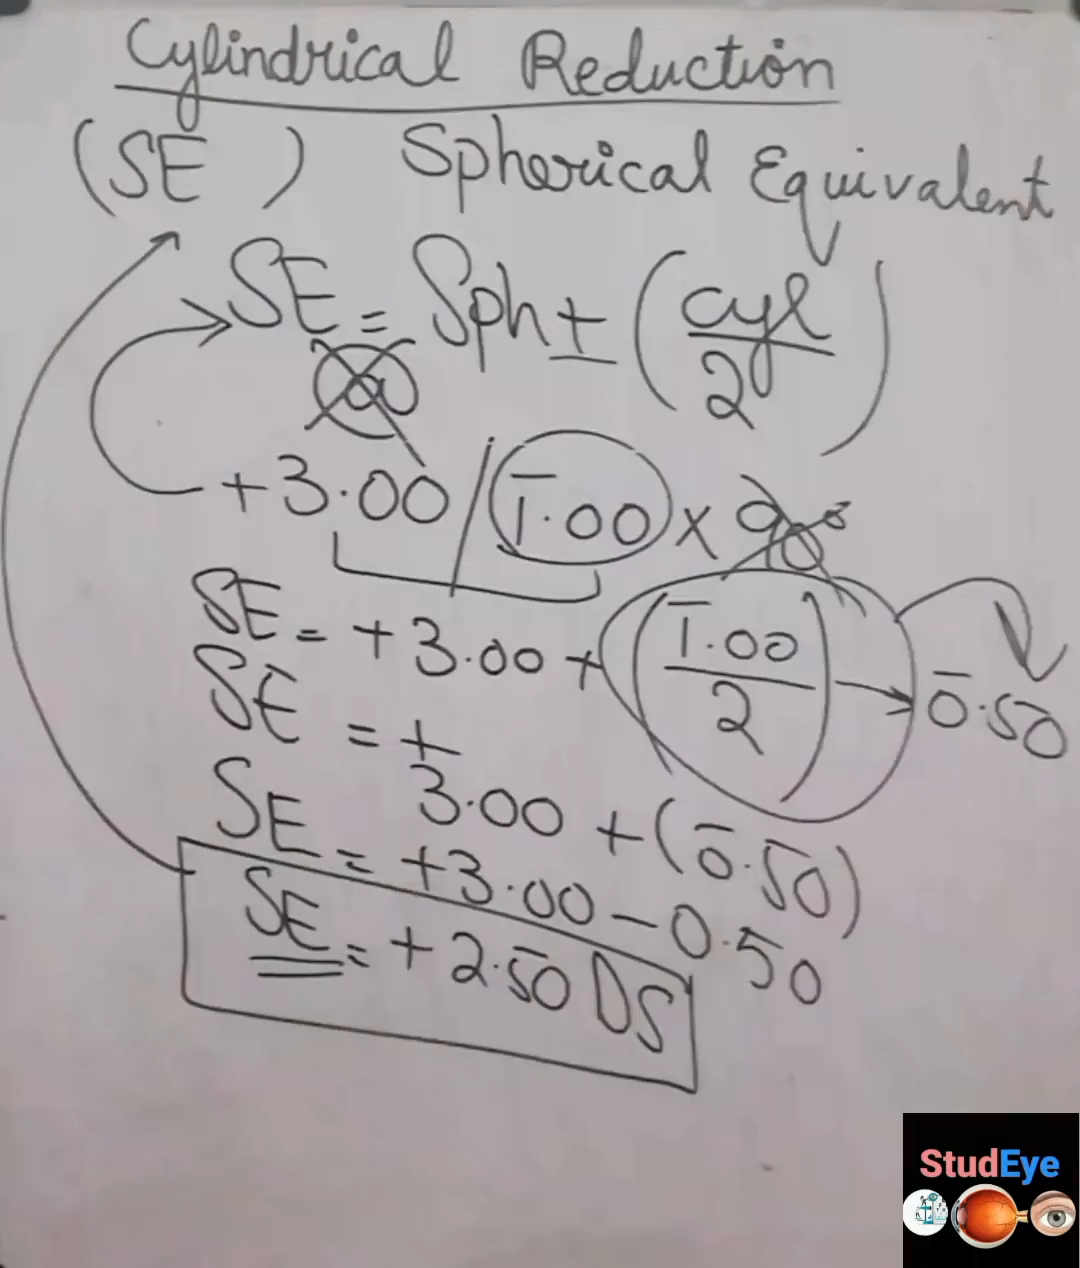 Cylindrical Reduction
(SE) Spherical Equivalent
SE = Sph ± (cyl/2)
+3.00 / -1.00 x 90°
SE = +3.00 + (-1.00/2) → -0.50
SE = +
3.00 + (-0.50)
SE = +3.00 - 0.50
SE = +2.50 DS
StudEye